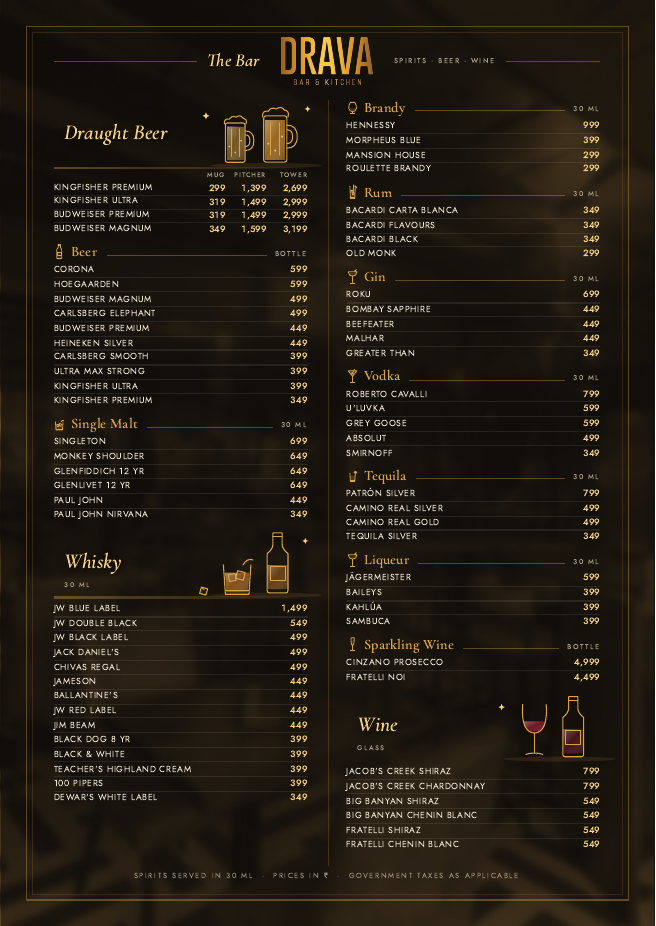 The Bar
DRAVA
BAR & KITCHEN
SPIRITS · BEER · WINE
Draught Beer
MUG PITCHER TOWER
KINGFISHER PREMIUM 299 1,399 2,699
KINGFISHER ULTRA 319 1,499 2,999
BUDWEISER PREMIUM 319 1,499 2,999
BUDWEISER MAGNUM 349 1,599 3,199
Beer BOTTLE
CORONA 599
HOEGAARDEN 599
BUDWEISER MAGNUM 499
CARLSBERG ELEPHANT 499
BUDWEISER PREMIUM 449
HEINEKEN SILVER 449
CARLSBERG SMOOTH 399
ULTRA MAX STRONG 399
KINGFISHER ULTRA 399
KINGFISHER PREMIUM 349
Single Malt 30 ML
SINGLETON 699
MONKEY SHOULDER 649
GLENFIDDICH 12 YR 649
GLENLIVET 12 YR 649
PAUL JOHN 449
PAUL JOHN NIRVANA 349
Whisky
30 ML
JW BLUE LABEL 1,499
JW DOUBLE BLACK 549
JW BLACK LABEL 499
JACK DANIEL'S 499
CHIVAS REGAL 499
JAMESON 449
BALLANTINE'S 449
JW RED LABEL 449
JIM BEAM 449
BLACK DOG 8 YR 399
BLACK & WHITE 399
TEACHER'S HIGHLAND CREAM 399
100 PIPERS 399
DEWAR'S WHITE LABEL 349
Brandy 30 ML
HENNESSY 999
MORPHEUS BLUE 399
MANSION HOUSE 299
ROULETTE BRANDY 299
Rum 30 ML
BACARDI CARTA BLANCA 349
BACARDI FLAVOURS 349
BACARDI BLACK 349
OLD MONK 299
Gin 30 ML
ROKU 699
BOMBAY SAPPHIRE 449
BEEFEATER 449
MALHAR 449
GREATER THAN 349
Vodka 30 ML
ROBERTO CAVALLI 799
U'LUVKA 599
GREY GOOSE 599
ABSOLUT 499
SMIRNOFF 349
Tequila 30 ML
PATRÓN SILVER 799
CAMINO REAL SILVER 499
CAMINO REAL GOLD 499
TEQUILA SILVER 349
Liqueur 30 ML
JÄGERMEISTER 599
BAILEYS 399
KAHLÚA 399
SAMBUCA 399
Sparkling Wine BOTTLE
CINZANO PROSECCO 4,999
FRATELLI NOI 4,499
Wine
GLASS
JACOB'S CREEK SHIRAZ 799
JACOB'S CREEK CHARDONNAY 799
BIG BANYAN SHIRAZ 549
BIG BANYAN CHENIN BLANC 549
FRATELLI SHIRAZ 549
FRATELLI CHENIN BLANC 549
SPIRITS SERVED IN 30 ML · PRICES IN ₹ · GOVERNMENT TAXES AS APPLICABLE